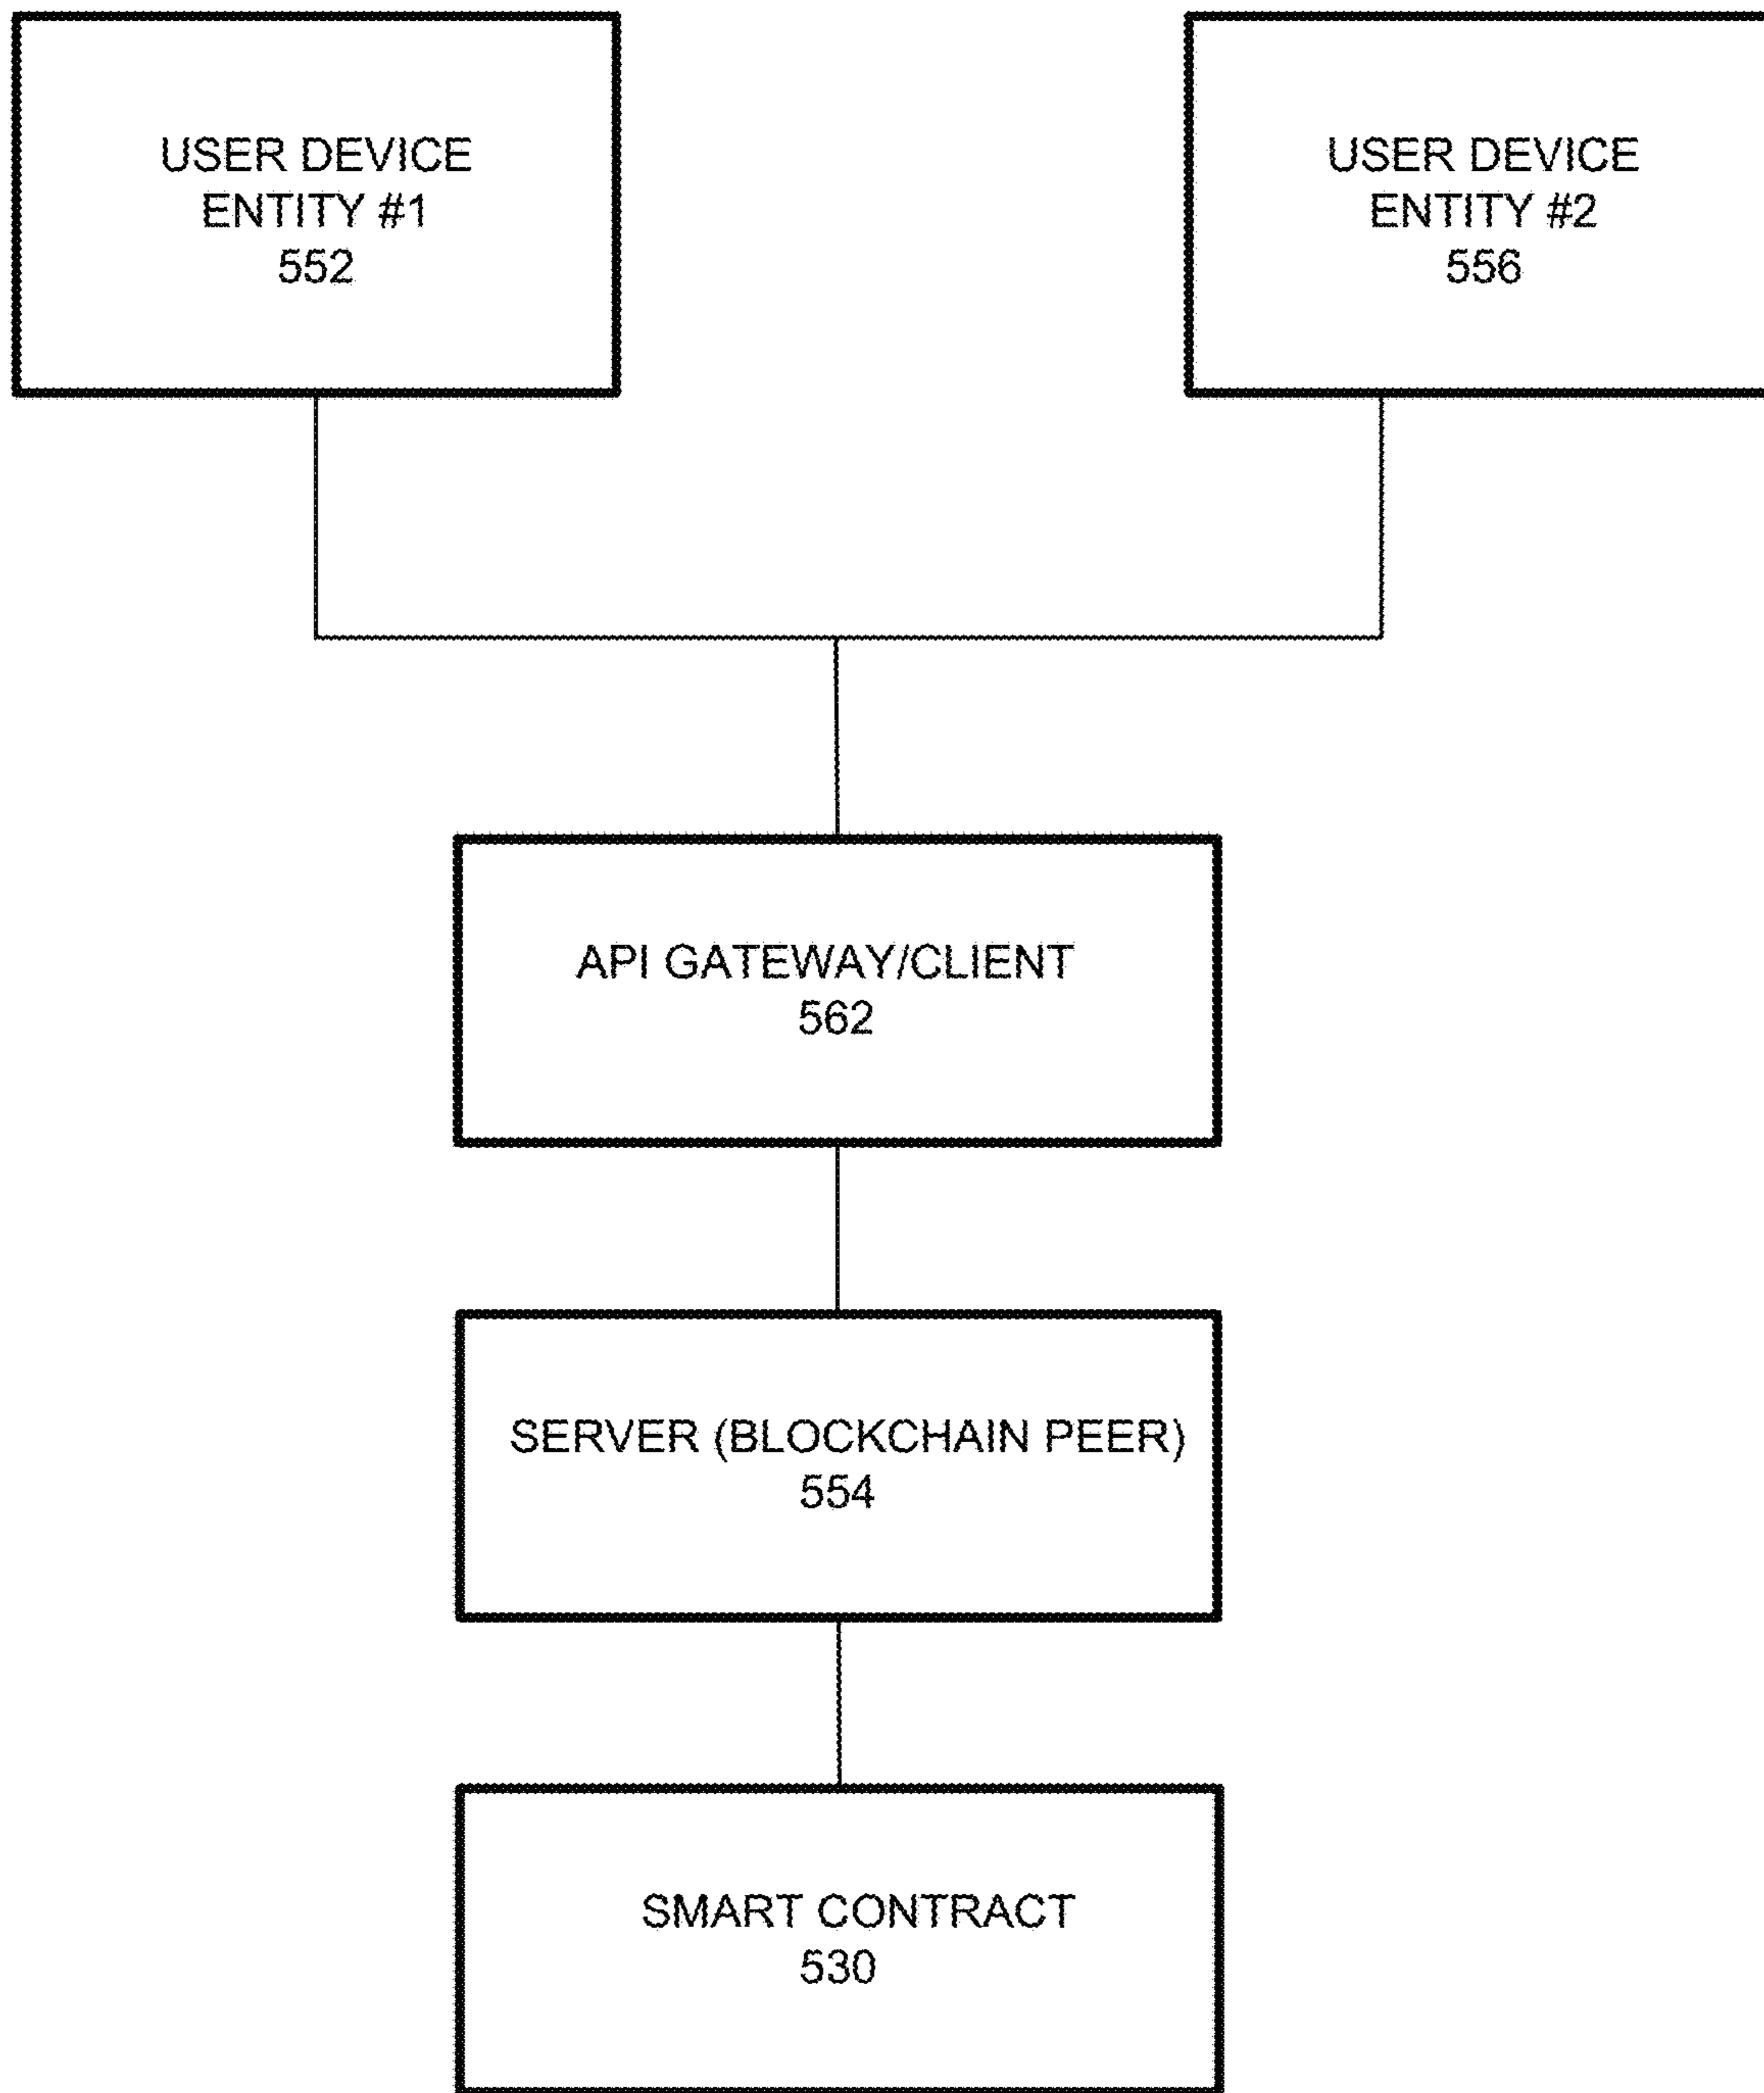 USER DEVICE
ENTITY #1
552
USER DEVICE
ENTITY #2
556
API GATEWAY/CLIENT
562
SERVER (BLOCKCHAIN PEER)
554
SMART CONTRACT
530